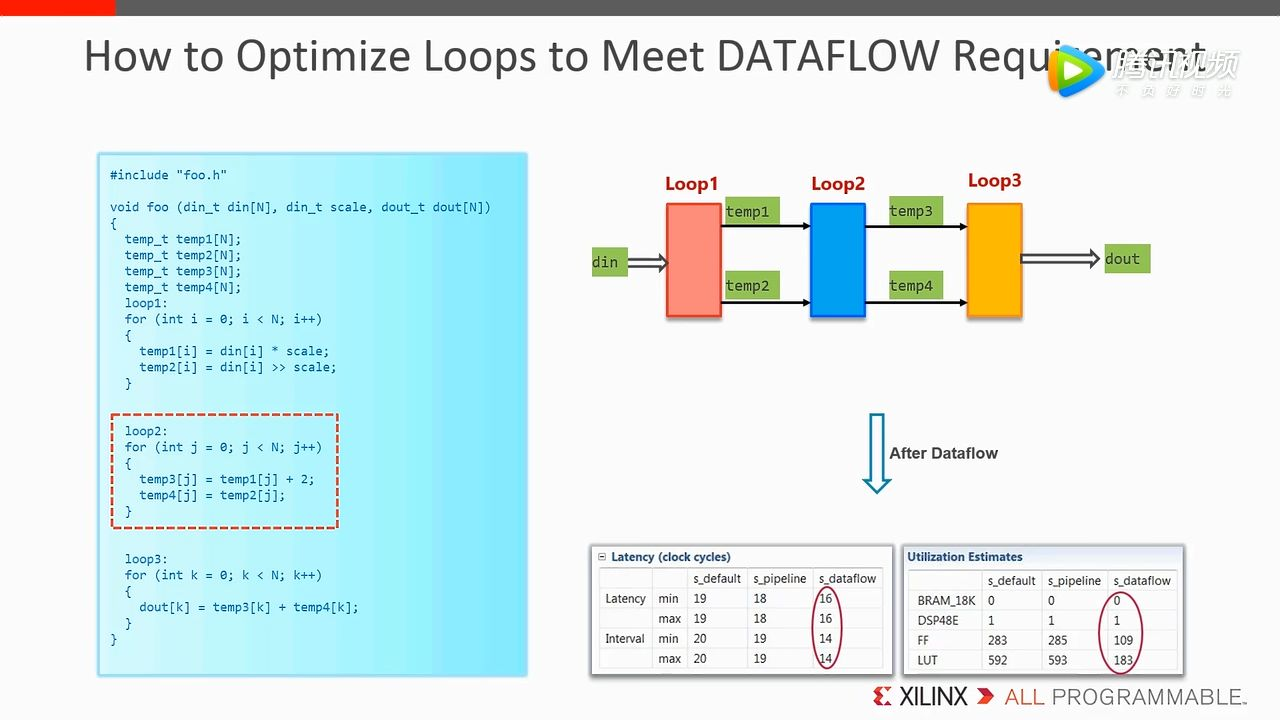 How to Optimize Loops to Meet DATAFLOW Requirement
腾讯视频
不负好时光
#include "foo.h"
void foo (din_t din[N], din_t scale, dout_t dout[N])
{
temp_t temp1[N];
temp_t temp2[N];
temp_t temp3[N];
temp_t temp4[N];
loop1:
for (int i = 0; i < N; i++)
{
temp1[i] = din[i] * scale;
temp2[i] = din[i] >> scale;
}
loop2:
for (int j = 0; j < N; j++)
{
temp3[j] = temp1[j] + 2;
temp4[j] = temp2[j];
}
loop3:
for (int k = 0; k < N; k++)
{
dout[k] = temp3[k] + temp4[k];
}
}
Loop1 Loop2 Loop3
temp1 temp3
din dout
temp2 temp4
After Dataflow
Latency (clock cycles)
s_default s_pipeline s_dataflow
Latency min 19 18 16
max 19 18 16
Interval min 20 19 14
max 20 19 14
Utilization Estimates
s_default s_pipeline s_dataflow
BRAM_18K 0 0 0
DSP48E 1 1 1
FF 283 285 109
LUT 592 593 183
XILINX ALL PROGRAMMABLE™